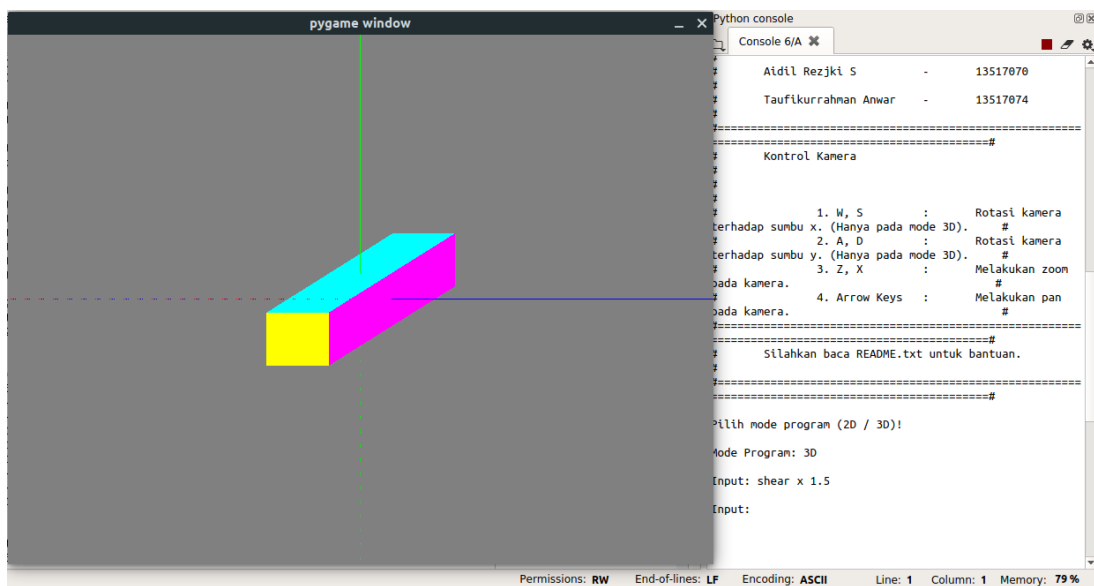 pygame window
Python console
Console 6/A
#
# Aidil Rezjki S - 13517070
#
# Taufikurrahman Anwar - 13517074
#
#=======================================================
==========================================#
# Kontrol Kamera
#
#
#
# 1. W, S : Rotasi kamera
terhadap sumbu x. (Hanya pada mode 3D). #
# 2. A, D : Rotasi kamera
terhadap sumbu y. (Hanya pada mode 3D). #
# 3. Z, X : Melakukan zoom
pada kamera. #
# 4. Arrow Keys : Melakukan pan
pada kamera. #
#=======================================================
==========================================#
# Silahkan baca README.txt untuk bantuan.
#
#=======================================================
==========================================#
Pilih mode program (2D / 3D)!
Mode Program: 3D
Input: shear x 1.5
Input:
Permissions: RW End-of-lines: LF Encoding: ASCII Line: 1 Column: 1 Memory: 79 %